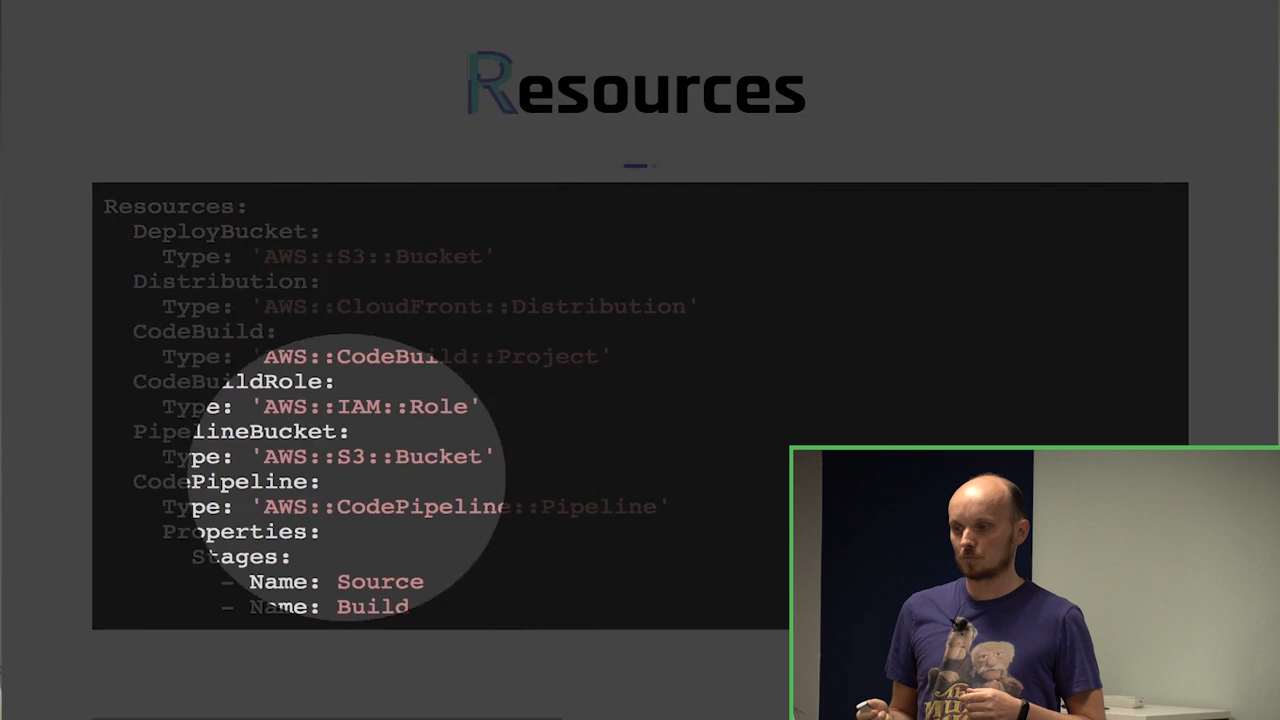 Resources
Resources:
DeployBucket:
Type: 'AWS::S3::Bucket'
Distribution:
Type: 'AWS::CloudFront::Distribution'
CodeBuild:
Type: 'AWS::CodeBuild::Project'
CodeBuildRole:
Type: 'AWS::IAM::Role'
PipelineBucket:
Type: 'AWS::S3::Bucket'
CodePipeline:
Type: 'AWS::CodePipeline::Pipeline'
Properties:
Stages:
- Name: Source
- Name: Build